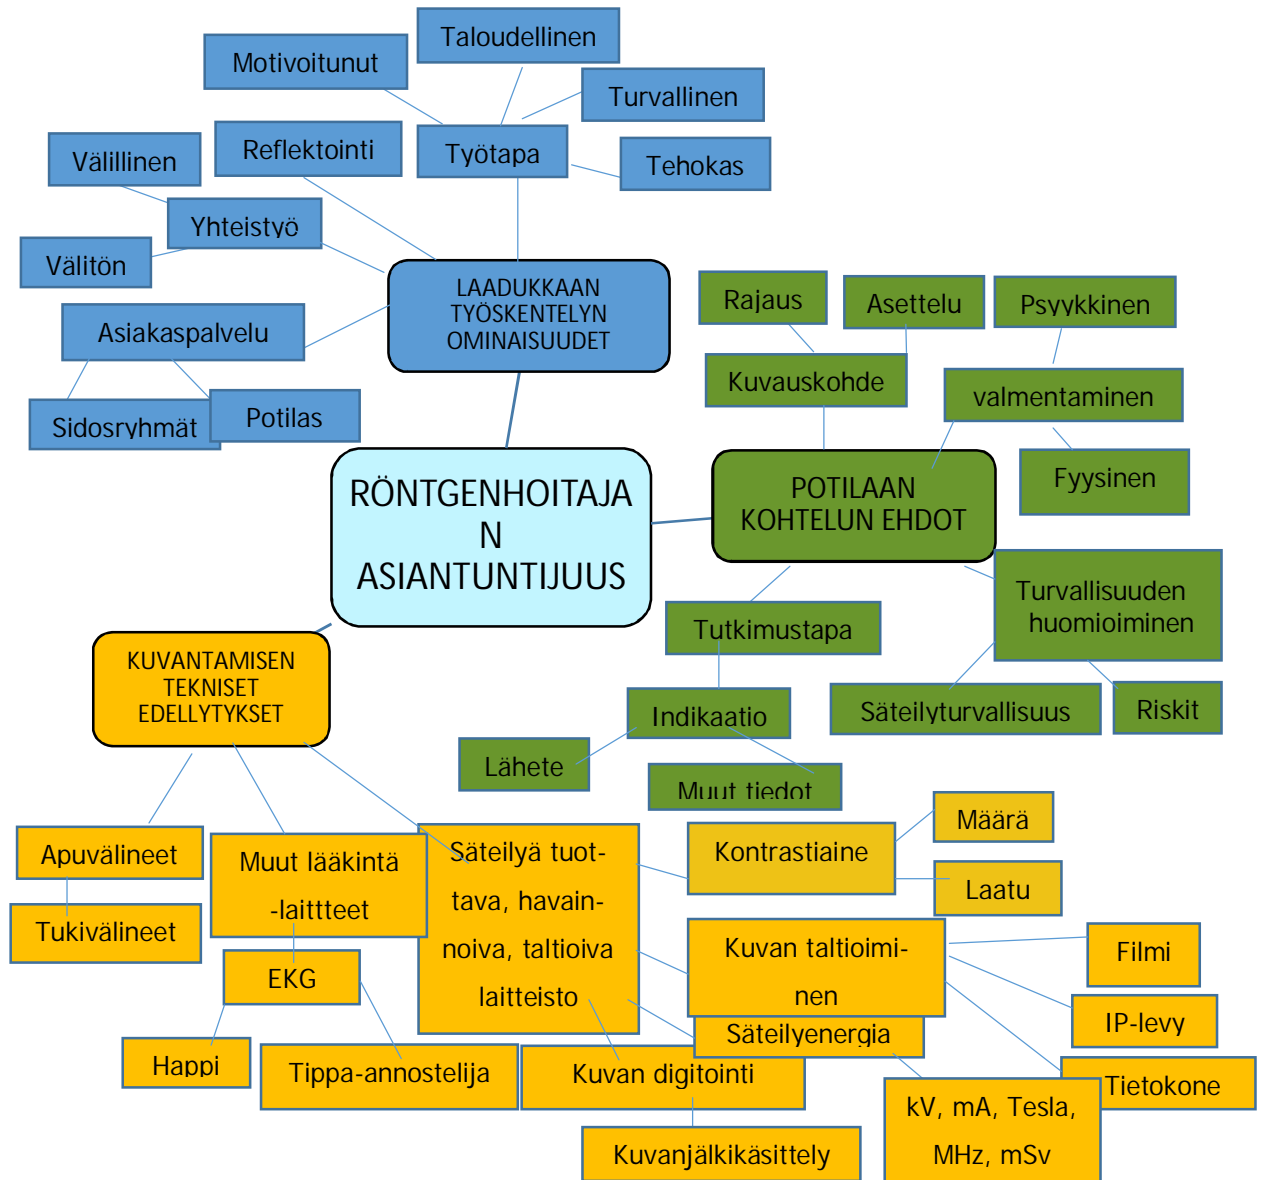 Taloudellinen
Motivoitunut
Turvallinen
Reflektointi
Työtapa
Tehokas
Välillinen
Yhteistyö
Välitön
LAADUKKAAN
TYÖSKENTELYN
OMINAISUUDET
Asiakaspalvelu
Sidosryhmät
Potilas
Rajaus
Asettelu
Psyykkinen
Kuvauskohde
valmentaminen
Fyysinen
RÖNTGENHOITAJA
N
ASIANTUNTIJUUS
POTILAAN
KOHTELUN EHDOT
Turvallisuuden
huomioiminen
Tutkimustapa
Säteilyturvallisuus
Riskit
Indikaatio
Lähete
Muut tiedot
KUVANTAMISEN
TEKNISET
EDELLYTYKSET
Apuvälineet
Tukivälineet
Muut lääkintä
-laittteet
EKG
Happi
Tippa-annostelija
Säteilyä tuot-
tava, havain-
noiva, taltioiva
laitteisto
Kontrastiaine
Määrä
Laatu
Kuvan taltioimi-
nen
Filmi
IP-levy
Tietokone
Säteilyenergia
kV, mA, Tesla,
MHz, mSv
Kuvan digitointi
Kuvanjälkikäsittely